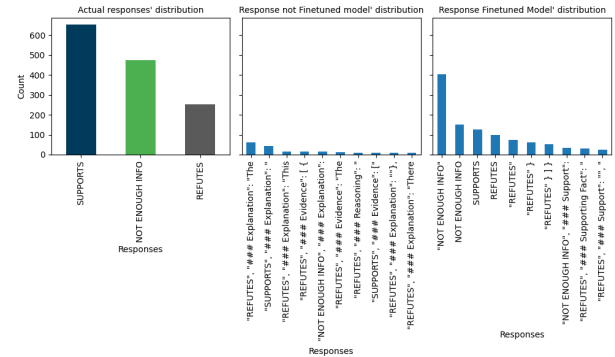 Actual responses' distribution
Response not Finetuned model' distribution
Response Finetuned Model' distribution
Count
600
500
400
300
200
100
0
SUPPORTS
NOT ENOUGH INFO
REFUTES
Responses
"REFUTES", "### Explanation": "The
"SUPPORTS", "### Explanation": "
"REFUTES", "### Explanation": "This
"REFUTES", "### Evidence": [ {
"NOT ENOUGH INFO", "### Explanation":
"REFUTES", "### Evidence": "The
"REFUTES", "### Reasoning": "
"SUPPORTS", "### Evidence": ["
"REFUTES", "### Explanation": ""},
"REFUTES", "### Explanation": "There
Responses
"NOT ENOUGH INFO"
NOT ENOUGH INFO
SUPPORTS
REFUTES
"REFUTES"
"REFUTES" }
"REFUTES" } ] }
"NOT ENOUGH INFO", "### Support":
"REFUTES", "### Supporting Fact": "
"REFUTES", "### Support": "", "
Responses